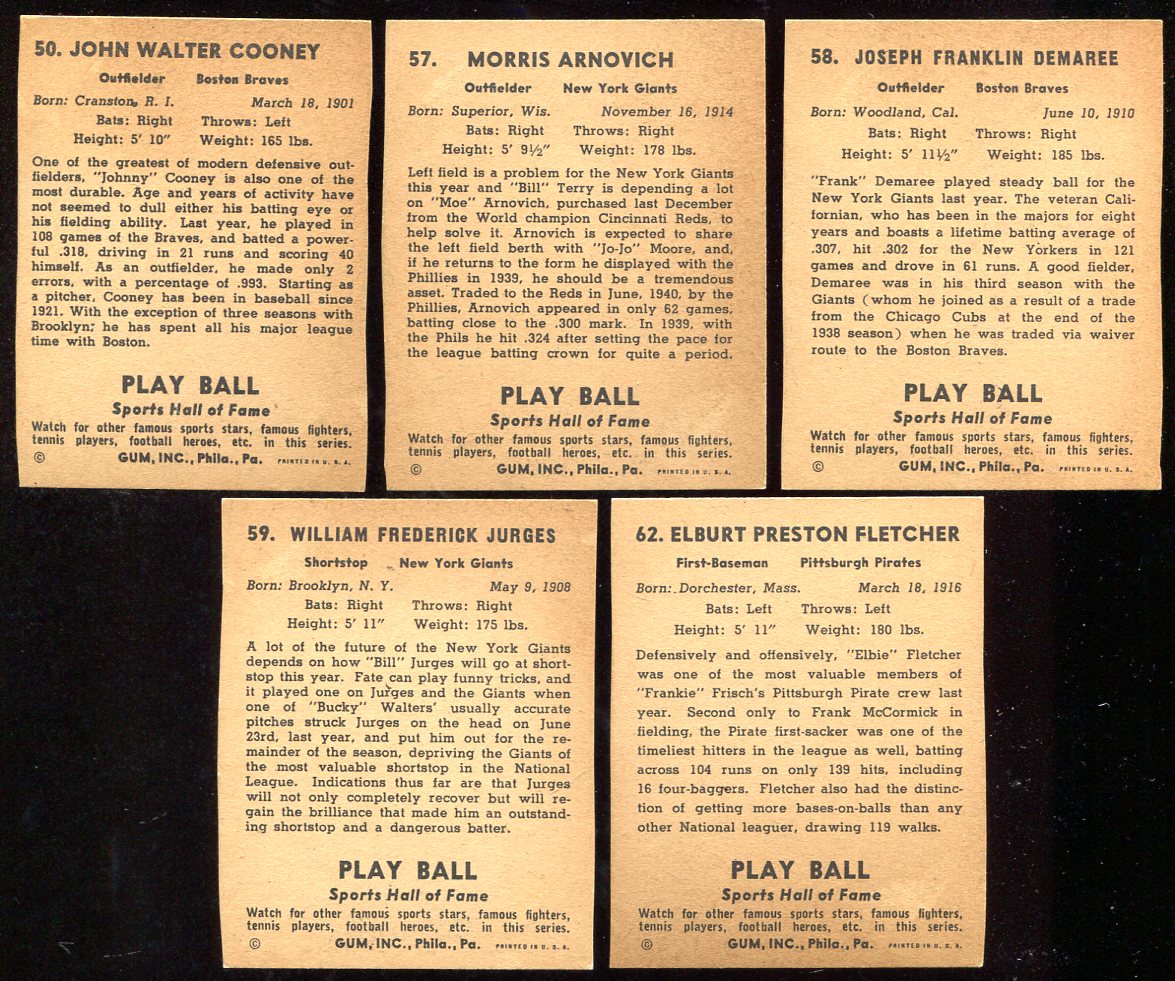 50. JOHN WALTER COONEY
Outfielder Boston Braves
Born: Cranston, R. I. March 18, 1901
Bats: Right Throws: Left
Height: 5' 10" Weight: 165 lbs.
One of the greatest of modern defensive out-
fielders, "Johnny" Cooney is also one of the
most durable. Age and years of activity have
not seemed to dull either his batting eye or
his fielding ability. Last year, he played in
108 games of the Braves, and batted a power-
ful .318, driving in 21 runs and scoring 40
himself. As an outfielder, he made only 2
errors, with a percentage of .993. Starting as
a pitcher, Cooney has been in baseball since
1921. With the exception of three seasons with
Brooklyn; he has spent all his major league
time with Boston.
PLAY BALL
Sports Hall of Fame
Watch for other famous sports stars, famous fighters,
tennis players, football heroes, etc. in this series.
© GUM, INC., Phila., Pa. PRINTED IN U. S. A.
57. MORRIS ARNOVICH
Outfielder New York Giants
Born: Superior, Wis. November 16, 1914
Bats: Right Throws: Right
Height: 5' 9½" Weight: 178 lbs.
Left field is a problem for the New York Giants
this year and "Bill" Terry is depending a lot
on "Moe" Arnovich, purchased last December
from the World champion Cincinnati Reds, to
help solve it. Arnovich is expected to share
the left field berth with "Jo-Jo" Moore, and,
if he returns to the form he displayed with the
Phillies in 1939, he should be a tremendous
asset. Traded to the Reds in June, 1940, by the
Phillies, Arnovich appeared in only 62 games,
batting close to the .300 mark. In 1939, with
the Phils he hit .324 after setting the pace for
the league batting crown for quite a period.
PLAY BALL
Sports Hall of Fame
Watch for other famous sports stars, famous fighters,
tennis players, football heroes, etc. in this series.
© GUM, INC., Phila., Pa. PRINTED IN U. S. A.
58. JOSEPH FRANKLIN DEMAREE
Outfielder Boston Braves
Born: Woodland, Cal. June 10, 1910
Bats: Right Throws: Right
Height: 5' 11½" Weight: 185 lbs.
"Frank" Demaree played steady ball for the
New York Giants last year. The veteran Cali-
fornian, who has been in the majors for eight
years and boasts a lifetime batting average of
.307, hit .302 for the New Yorkers in 121
games and drove in 61 runs. A good fielder,
Demaree was in his third season with the
Giants (whom he joined as a result of a trade
from the Chicago Cubs at the end of the
1938 season) when he was traded via waiver
route to the Boston Braves.
PLAY BALL
Sports Hall of Fame
Watch for other famous sports stars, famous fighters,
tennis players, football heroes, etc. in this series.
© GUM, INC., Phila., Pa. PRINTED IN U. S. A.
59. WILLIAM FREDERICK JURGES
Shortstop New York Giants
Born: Brooklyn, N. Y. May 9, 1908
Bats: Right Throws: Right
Height: 5' 11" Weight: 175 lbs.
A lot of the future of the New York Giants
depends on how "Bill" Jurges will go at short-
stop this year. Fate can play funny tricks, and
it played one on Jurges and the Giants when
one of "Bucky" Walters' usually accurate
pitches struck Jurges on the head on June
23rd, last year, and put him out for the re-
mainder of the season, depriving the Giants of
the most valuable shortstop in the National
League. Indications thus far are that Jurges
will not only completely recover but will re-
gain the brilliance that made him an outstand-
ing shortstop and a dangerous batter.
PLAY BALL
Sports Hall of Fame
Watch for other famous sports stars, famous fighters,
tennis players, football heroes, etc. in this series.
© GUM, INC., Phila., Pa. PRINTED IN U. S. A.
62. ELBURT PRESTON FLETCHER
First-Baseman Pittsburgh Pirates
Born: Dorchester, Mass. March 18, 1916
Bats: Left Throws: Left
Height: 5' 11" Weight: 180 lbs.
Defensively and offensively, "Elbie" Fletcher
was one of the most valuable members of
"Frankie" Frisch's Pittsburgh Pirate crew last
year. Second only to Frank McCormick in
fielding, the Pirate first-sacker was one of the
timeliest hitters in the league as well, batting
across 104 runs on only 139 hits, including
16 four-baggers. Fletcher also had the distinc-
tion of getting more bases-on-balls than any
other National leaguer, drawing 119 walks.
PLAY BALL
Sports Hall of Fame
Watch for other famous sports stars, famous fighters,
tennis players, football heroes, etc. in this series.
© GUM, INC., Phila., Pa. PRINTED IN U. S. A.